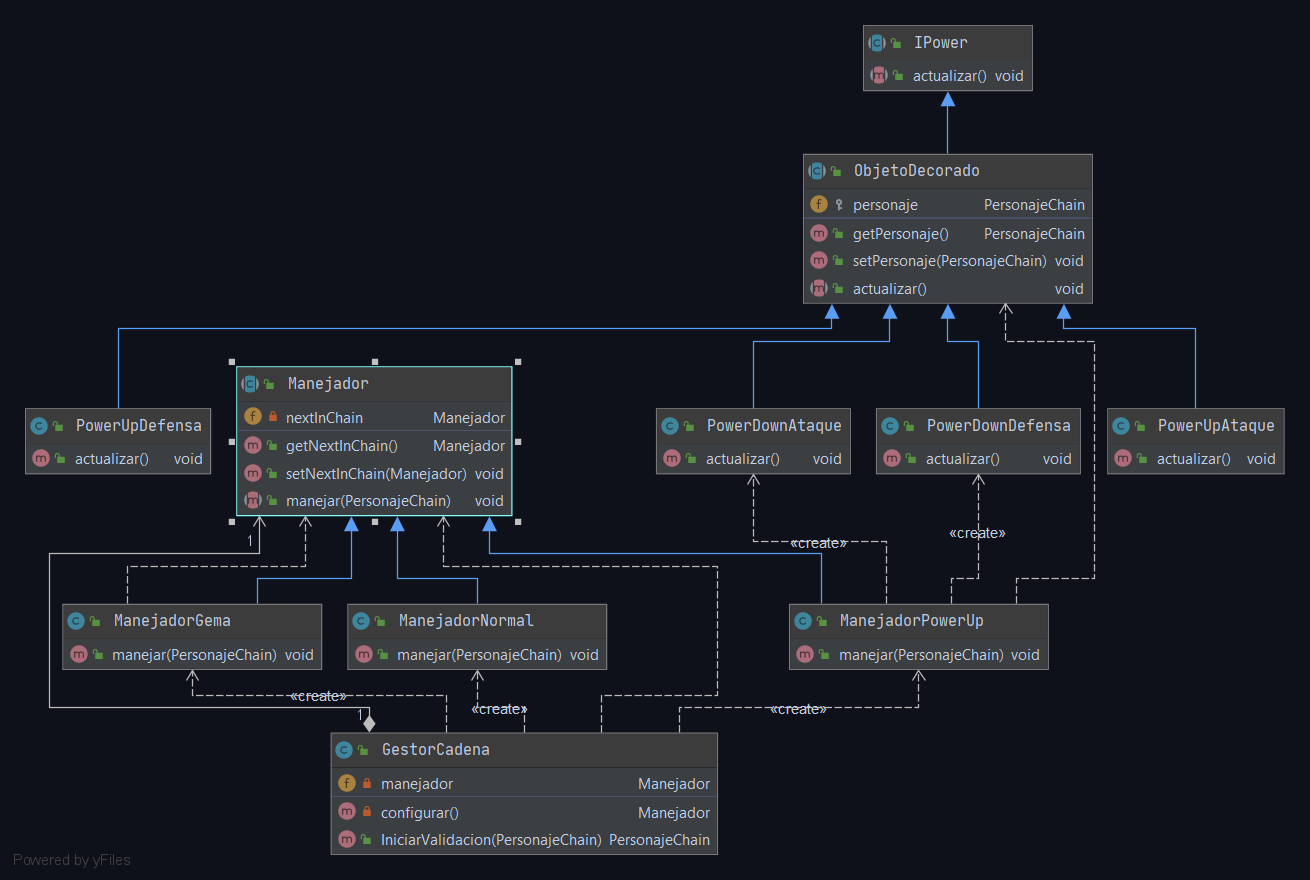 IPower
actualizar() void
ObjetoDecorado
personaje PersonajeChain
getPersonaje() PersonajeChain
setPersonaje(PersonajeChain) void
actualizar() void
PowerUpDefensa
actualizar() void
Manejador
nextInChain Manejador
getNextInChain() Manejador
setNextInChain(Manejador) void
manejar(PersonajeChain) void
PowerDownAtaque
actualizar() void
PowerDownDefensa
actualizar() void
PowerUpAtaque
actualizar() void
1
«create»
«create»
ManejadorGema
manejar(PersonajeChain) void
ManejadorNormal
manejar(PersonajeChain) void
ManejadorPowerUp
manejar(PersonajeChain) void
«create»
1
«create»
«create»
GestorCadena
manejador Manejador
configurar() Manejador
IniciarValidacion(PersonajeChain) PersonajeChain
Powered by yFiles